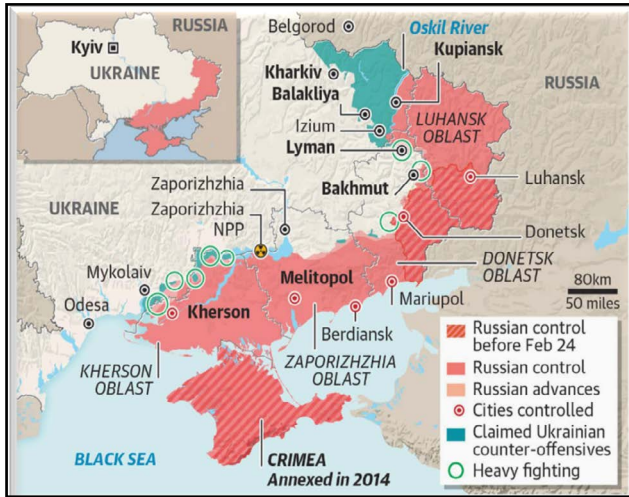 RUSSIA
Kyiv
UKRAINE
Belgorod
Oskil River
Kupiansk
Kharkiv
Balakliya
RUSSIA
Izium
LUHANSK
OBLAST
Lyman
Bakhmut
Luhansk
Zaporizhzhia
UKRAINE
Zaporizhzhia
NPP
Donetsk
DONETSK
OBLAST
Mykolaiv
Melitopol
80km
50 miles
Odesa
Kherson
Mariupol
Berdiansk
KHERSON
OBLAST
ZAPORIZHZHIA
OBLAST
BLACK SEA
CRIMEA
Annexed in 2014
Russian control
before Feb 24
Russian control
Russian advances
Cities controlled
Claimed Ukrainian
counter-offensives
Heavy fighting